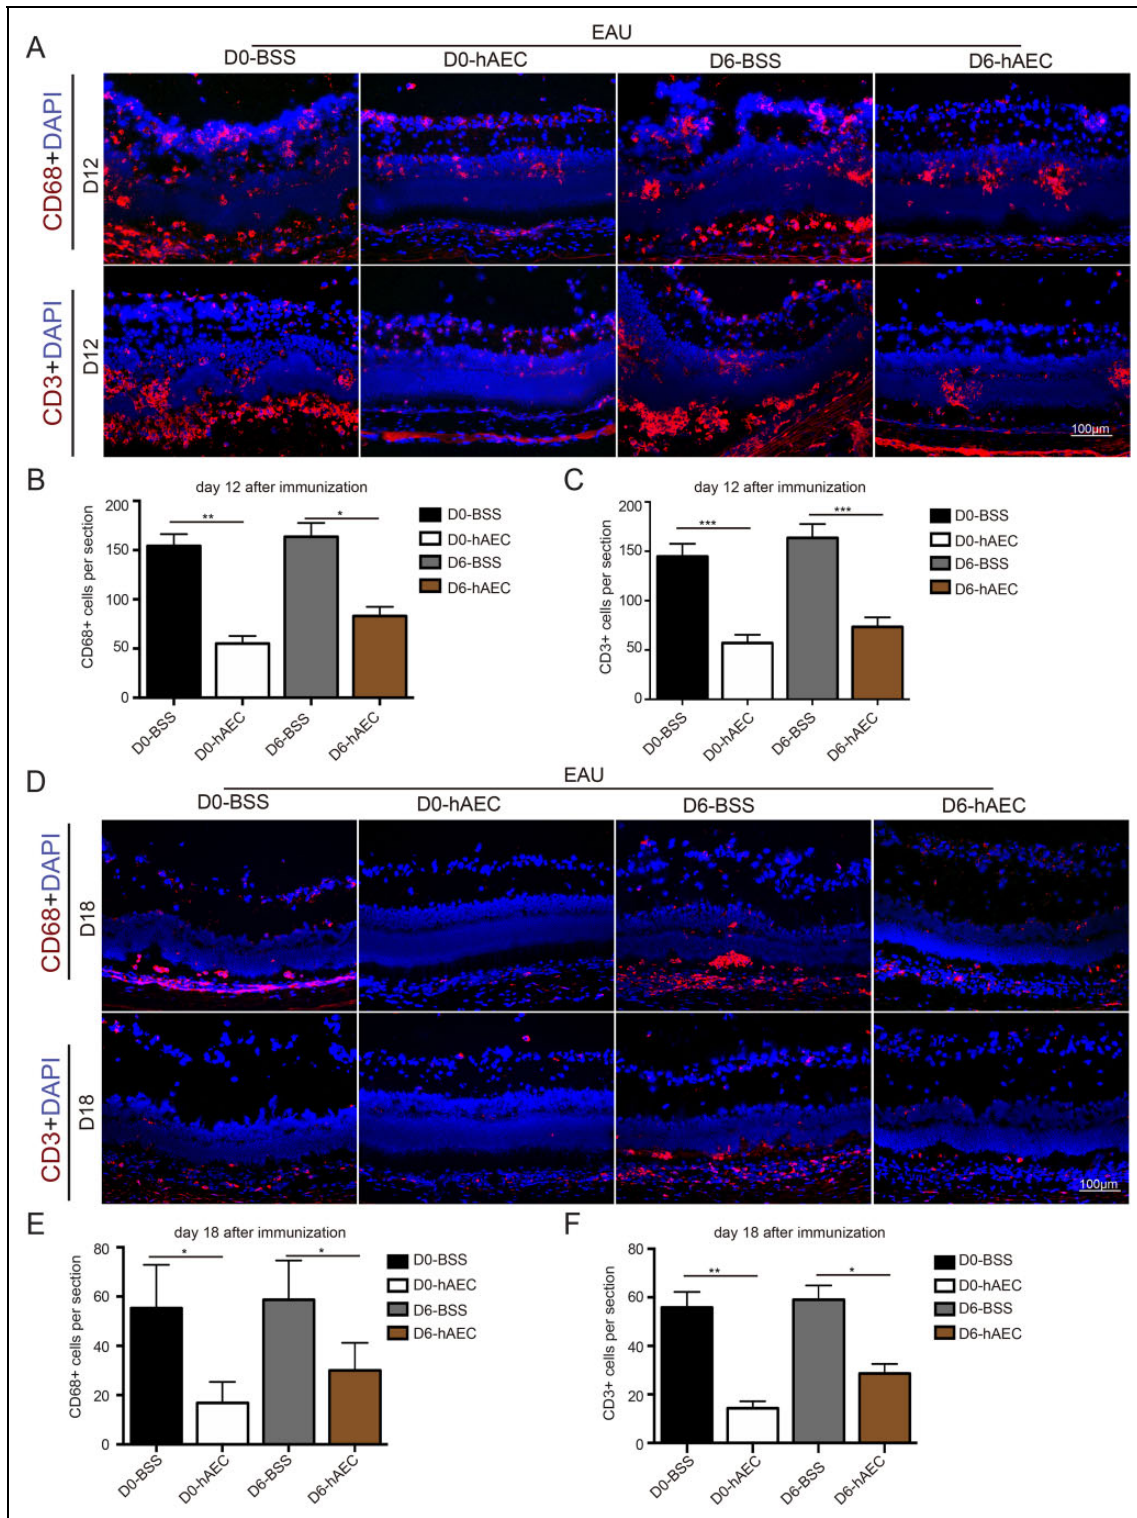 A
EAU
D0-BSS D0-hAEC D6-BSS D6-hAEC
CD68+DAPI
D12
CD3+DAPI
D12
100μm
B
day 12 after immunization
CD68+ cells per section
200
150
100
50
0
** *
D0-BSS
D0-hAEC
D6-BSS
D6-hAEC
D0-BSS D0-hAEC D6-BSS D6-hAEC
C
day 12 after immunization
CD3+ cells per section
200
150
100
50
0
*** ***
D0-BSS
D0-hAEC
D6-BSS
D6-hAEC
D0-BSS D0-hAEC D6-BSS D6-hAEC
D
EAU
D0-BSS D0-hAEC D6-BSS D6-hAEC
CD68+DAPI
D18
CD3+DAPI
D18
100μm
E
day 18 after immunization
CD68+ cells per section
80
60
40
20
0
* *
D0-BSS
D0-hAEC
D6-BSS
D6-hAEC
D0-BSS D0-hAEC D6-BSS D6-hAEC
F
day 18 after immunization
CD3+ cells per section
80
60
40
20
0
** *
D0-BSS
D0-hAEC
D6-BSS
D6-hAEC
D0-BSS D0-hAEC D6-BSS D6-hAEC